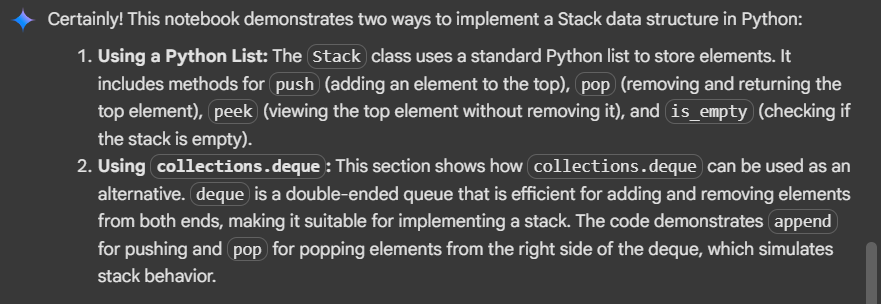 Certainly! This notebook demonstrates two ways to implement a Stack data structure in Python:
1. Using a Python List: The Stack class uses a standard Python list to store elements. It
includes methods for push (adding an element to the top), pop (removing and returning the
top element), peek (viewing the top element without removing it), and is_empty (checking if
the stack is empty).
2. Using collections.deque: This section shows how collections.deque can be used as an
alternative. deque is a double-ended queue that is efficient for adding and removing elements
from both ends, making it suitable for implementing a stack. The code demonstrates append
for pushing and pop for popping elements from the right side of the deque, which simulates
stack behavior.